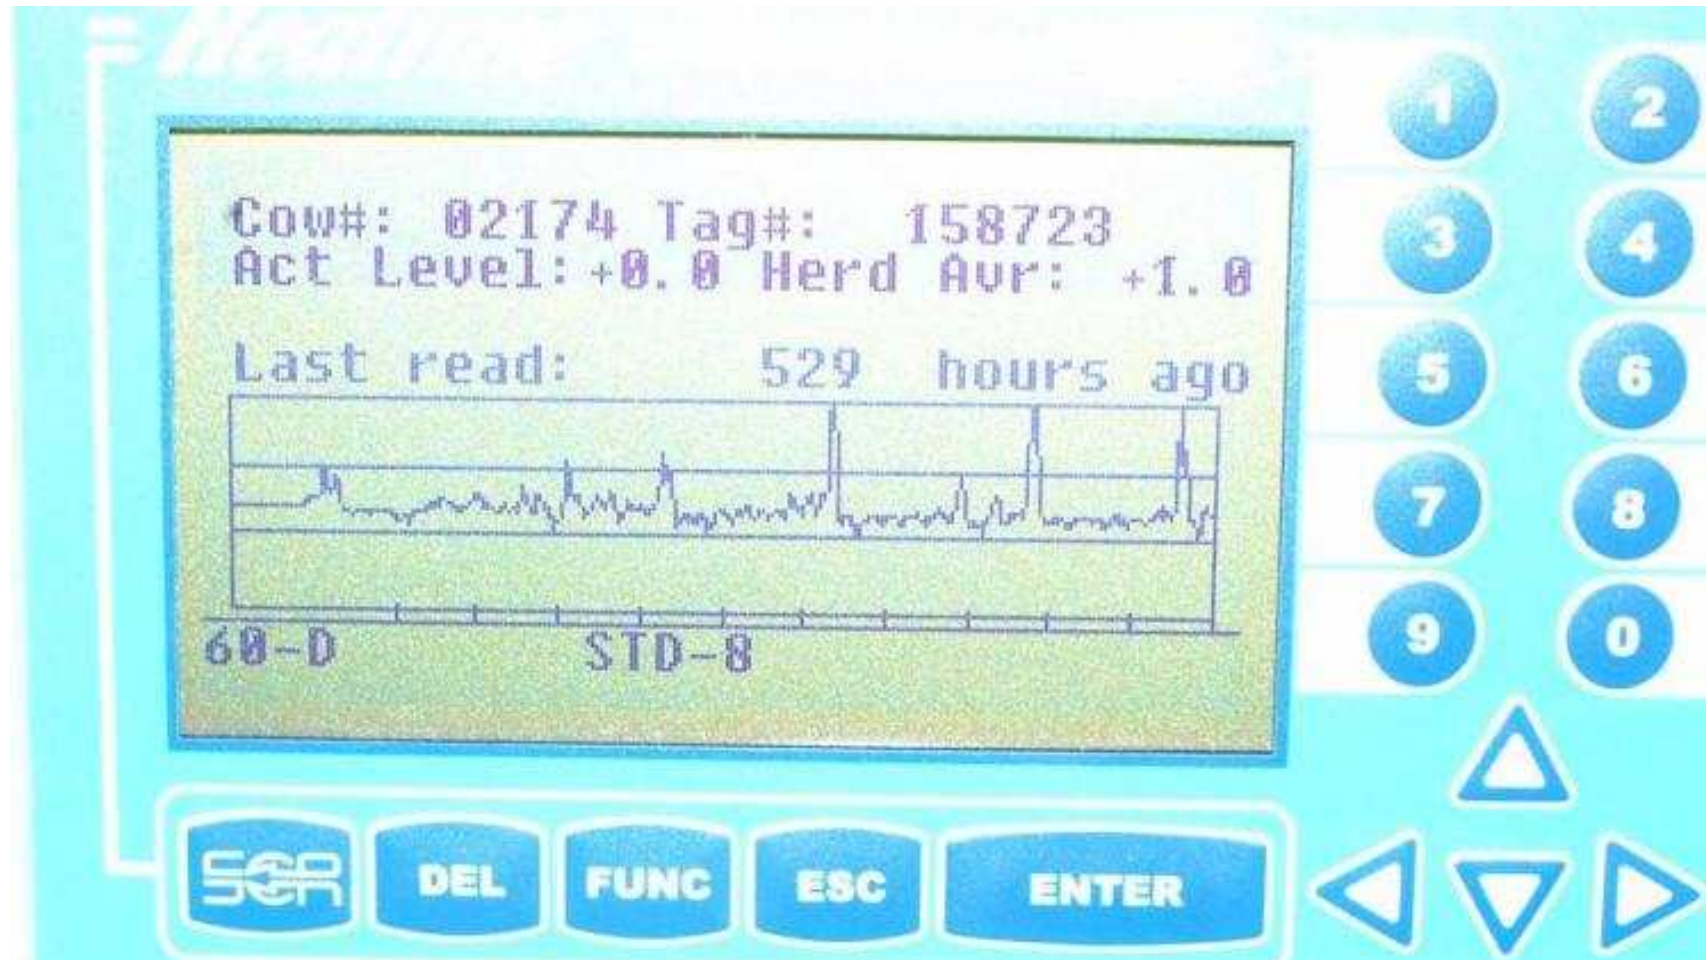 Cow#: 02174 Tag#: 158723
Act Level:+0.0 Herd Avr: +1.0
Last read: 529 hours ago
60-D STD-8
1 2
3 4
5 6
7 8
9 0
SCR DEL FUNC ESC ENTER